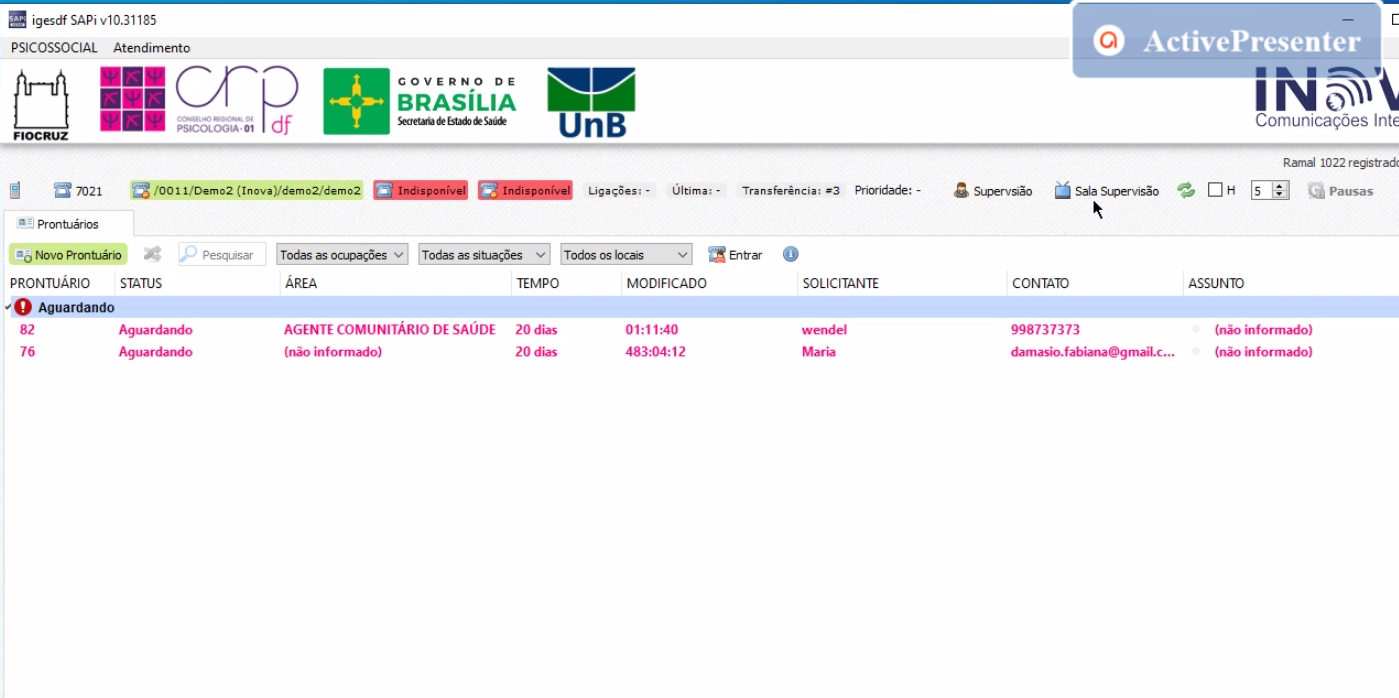 igesdf SAPi v10.31185
ActivePresenter
PSICOSSOCIAL Atendimento
FIOCRUZ
crp df
CONSELHO REGIONAL DE
PSICOLOGIA-01
GOVERNO DE
BRASÍLIA
Secretaria de Estado de Saúde
UnB
INOV
Comunicações Inte
Ramal 1022 registrado
7021 /0011/Demo2 (Inova)/demo2/demo2 Indisponível Indisponível Ligações: - Última: - Transferência: #3 Prioridade: - Supervsião Sala Supervisão H 5 Pausas
Prontuários
Novo Prontuário Pesquisar Todas as ocupações Todas as situações Todos os locais Entrar
PRONTUÁRIO STATUS ÁREA TEMPO MODIFICADO SOLICITANTE CONTATO ASSUNTO
Aguardando
82 Aguardando AGENTE COMUNITÁRIO DE SAÚDE 20 dias 01:11:40 wendel 998737373 (não informado)
76 Aguardando (não informado) 20 dias 483:04:12 Maria damasio.fabiana@gmail.c... (não informado)